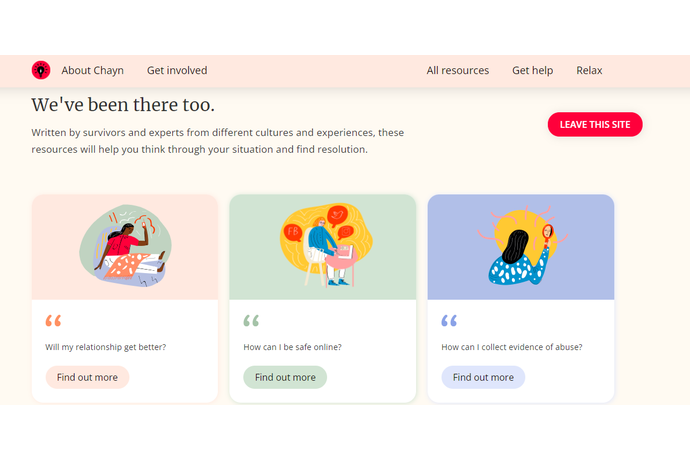 About Chayn
Get involved
All resources
Get help
Relax
We've been there too.
Written by survivors and experts from different cultures and experiences, these
resources will help you think through your situation and find resolution.
LEAVE THIS SITE
FR
“
Will my relationship get better?
Find out more
“
How can I be safe online?
Find out more
“
How can I collect evidence of abuse?
Find out more